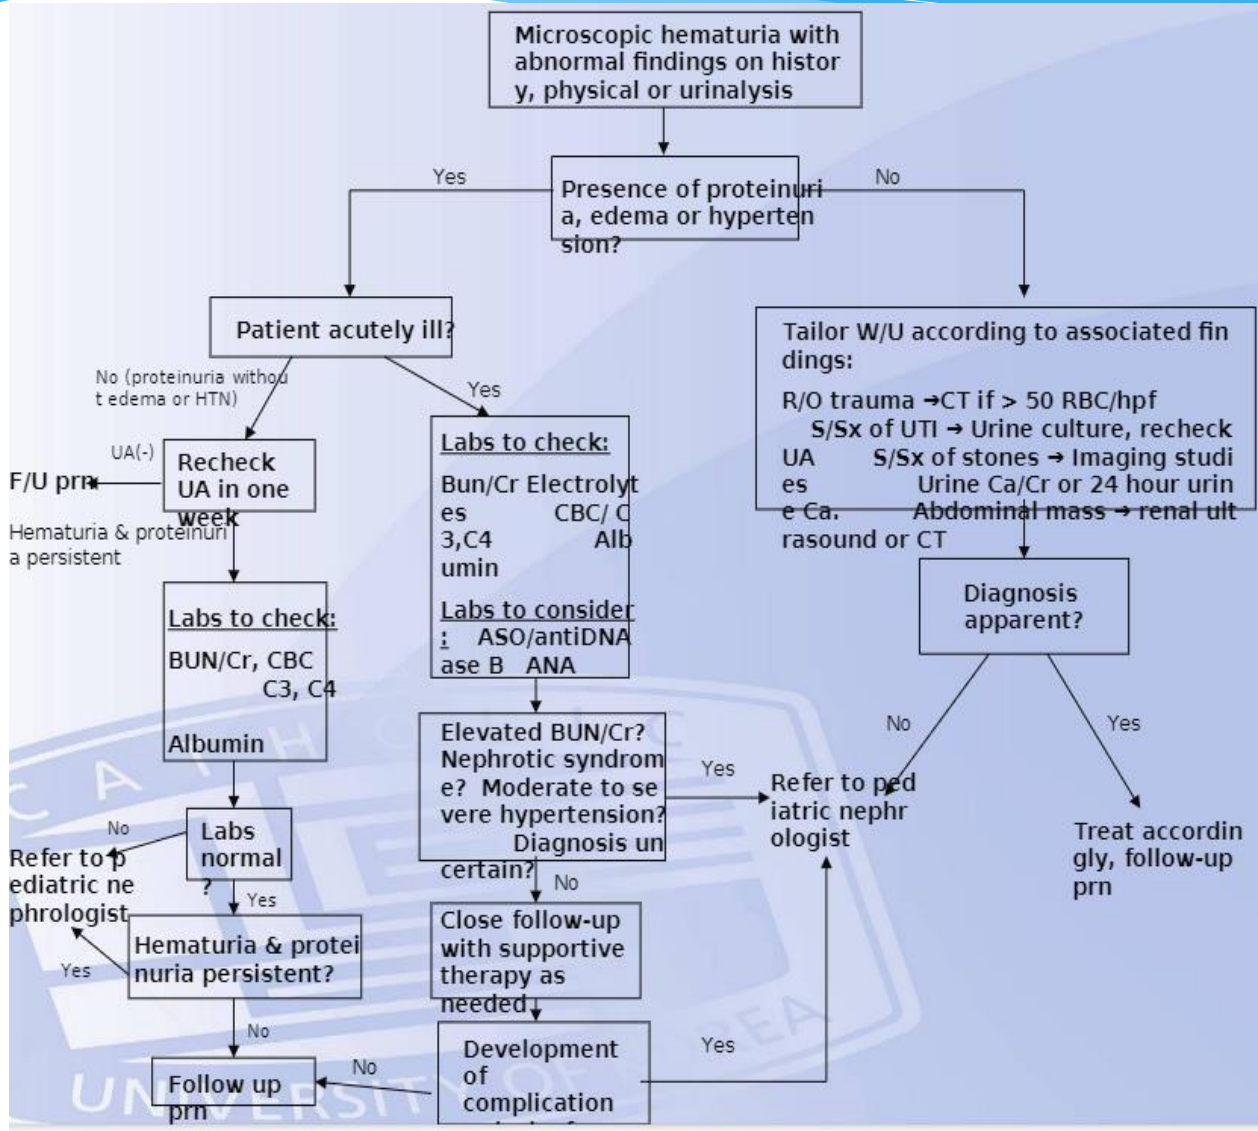 Microscopic hematuria with
abnormal findings on histor
y, physical or urinalysis
Yes
Presence of proteinuri
a, edema or hyperten
sion?
No
Patient acutely ill?
No (proteinuria withou
t edema or HTN)
Yes
Tailor W/U according to associated fin
dings:
R/O trauma →CT if > 50 RBC/hpf
S/Sx of UTI → Urine culture, recheck
UA S/Sx of stones → Imaging studi
es Urine Ca/Cr or 24 hour urin
e Ca. Abdominal mass → renal ult
rasound or CT
UA(-)
F/U prn
Recheck
UA in one
week
Hematuria & proteinuri
a persistent
Labs to check:
Bun/Cr Electrolyt
es CBC/ C
3,C4 Alb
umin
Labs to consider
: ASO/antiDNA
ase B ANA
Labs to check:
BUN/Cr, CBC
C3, C4
Albumin
Diagnosis
apparent?
No
Yes
Elevated BUN/Cr?
Nephrotic syndrom
e? Moderate to se
vere hypertension?
Diagnosis un
certain?
Yes
Refer to ped
iatric nephr
ologist
Treat accordin
gly, follow-up
prn
No
Labs
normal
?
Refer to p
ediatric ne
phrologist
Yes
No
Hematuria & protei
nuria persistent?
Yes
Close follow-up
with supportive
therapy as
needed
No
Follow up
prn
No
Development
of
complication
Yes
CATHOLIC
UNIVERSITY OF KOREA